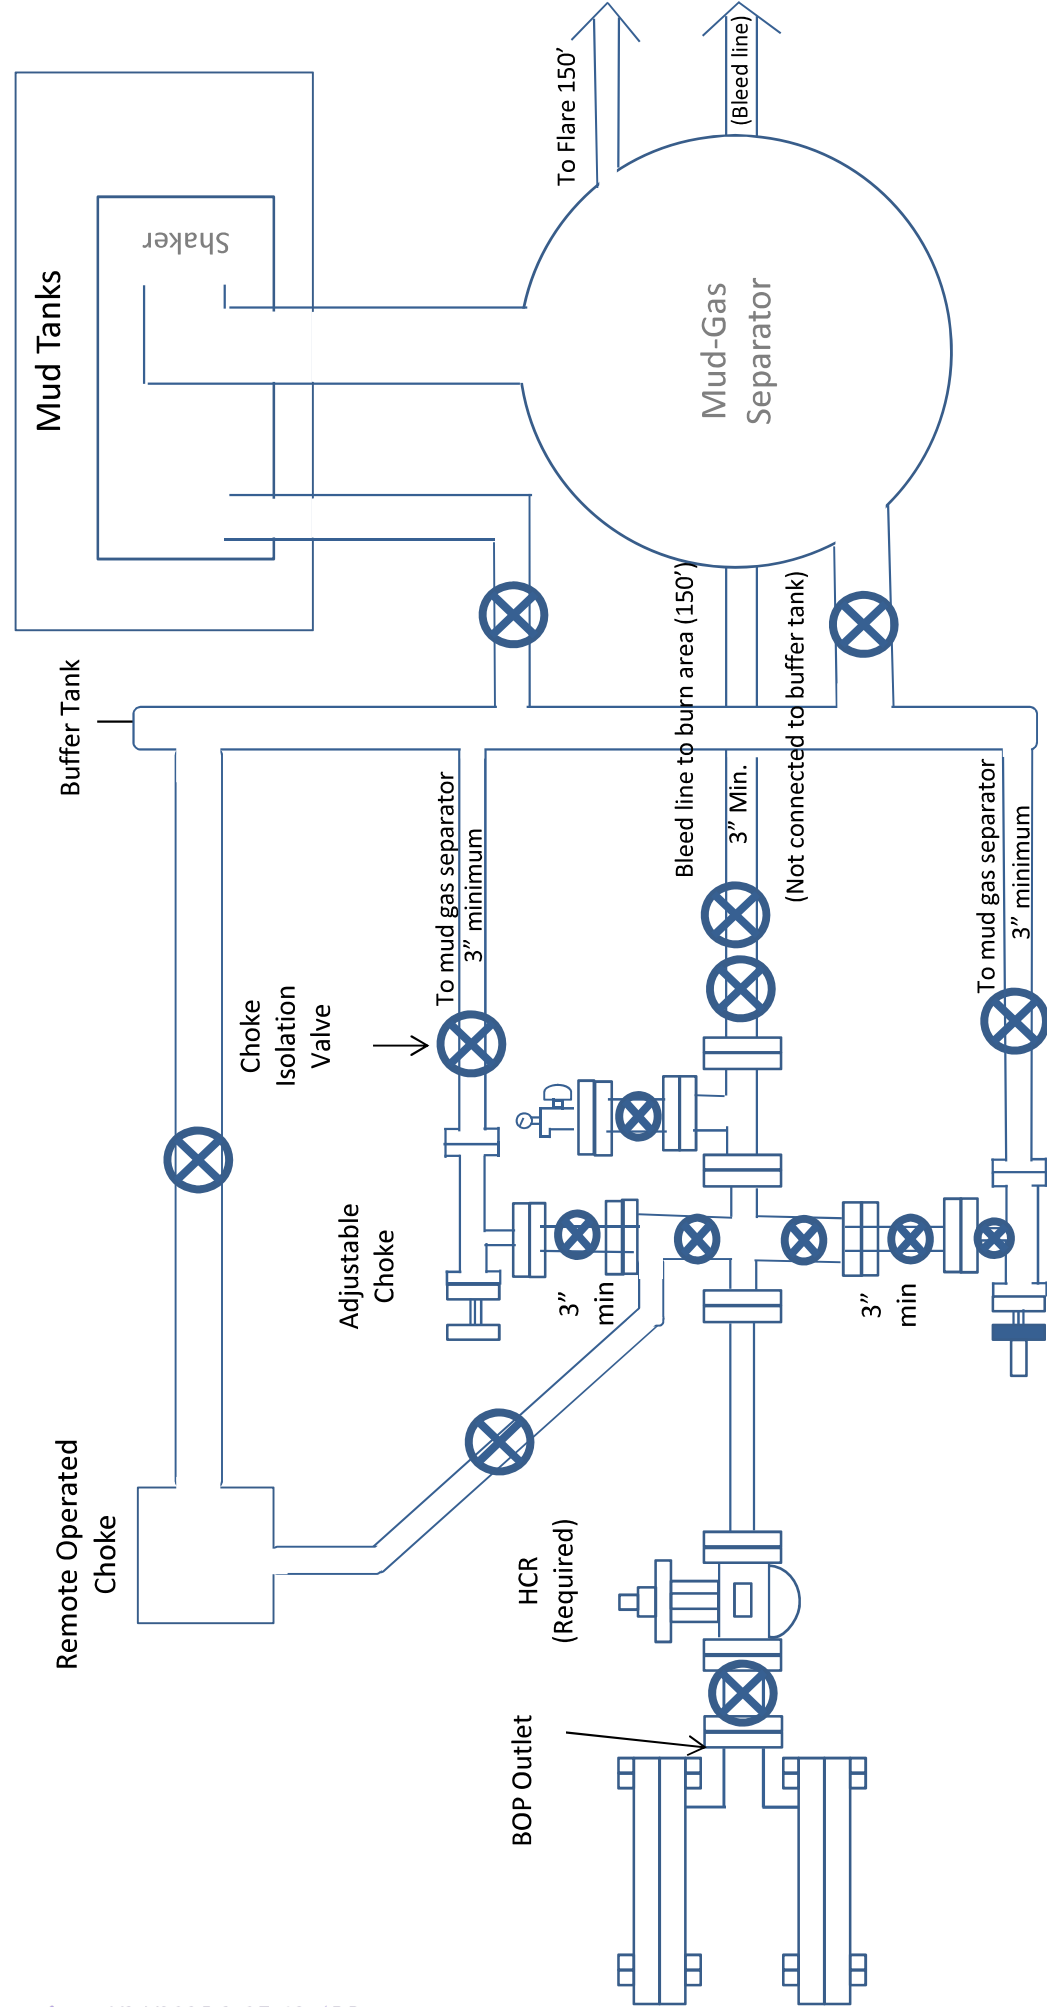 Mud Tanks
Shaker
To Flare 150’
(Bleed line)
Mud-Gas
Separator
Buffer Tank
Bleed line to burn area (150’)
3” Min.
(Not connected to buffer tank)
To mud gas separator
3” minimum
To mud gas separator
3” minimum
Choke
Isolation
Valve
Adjustable
Choke
3”
min
3”
min
Remote Operated
Choke
HCR
(Required)
BOP Outlet